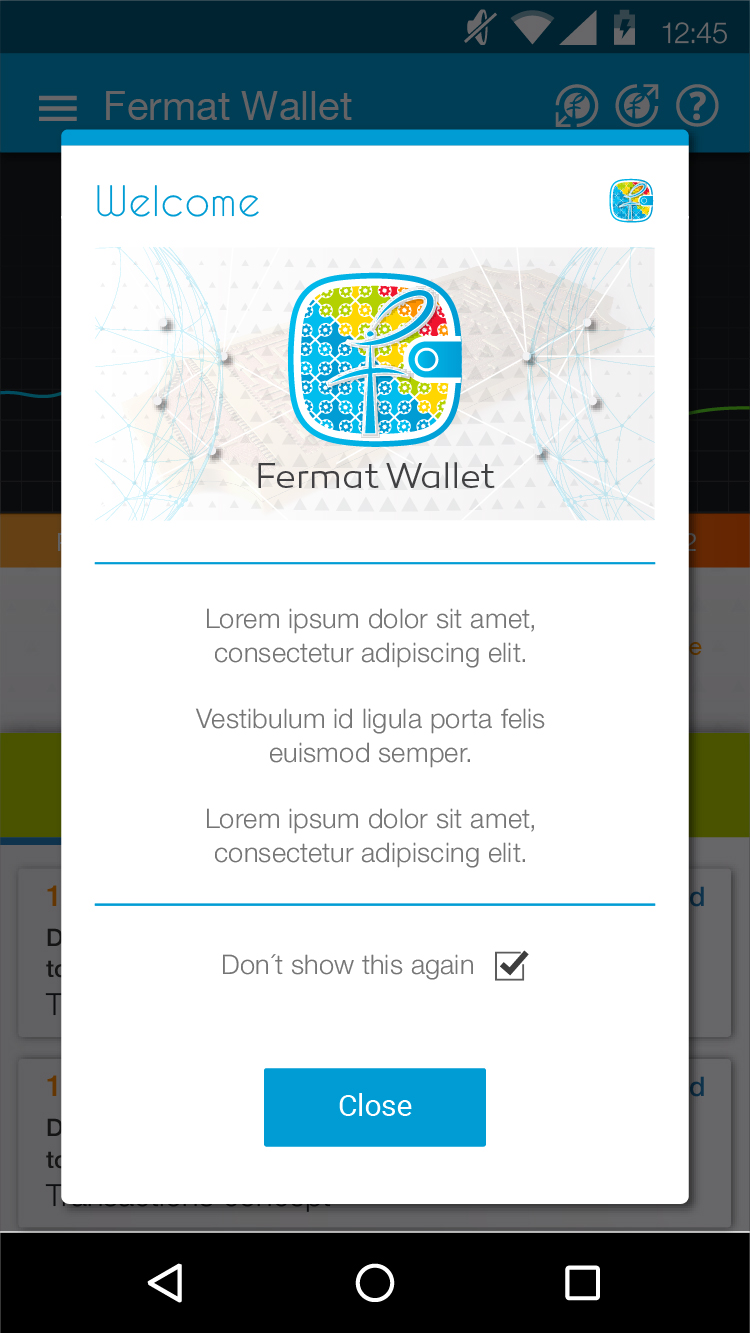 12:45
Fermat Wallet
Welcome
Fermat Wallet
Lorem ipsum dolor sit amet,
consectetur adipiscing elit.
Vestibulum id ligula porta felis
euismod semper.
Lorem ipsum dolor sit amet,
consectetur adipiscing elit.
Don´t show this again
Close